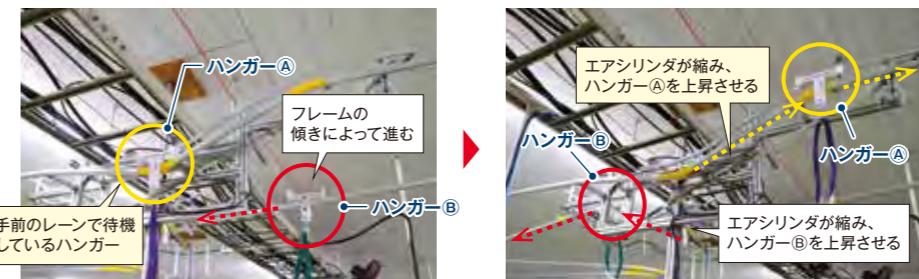 ハンガーⒶ
フレームの
傾きによって進む
ハンガーⒷ
手前のレーンで待機
しているハンガー
エアシリンダが縮み、
ハンガーⒶを上昇させる
ハンガーⒷ
ハンガーⒶ
エアシリンダが縮み、
ハンガーⒷを上昇させる